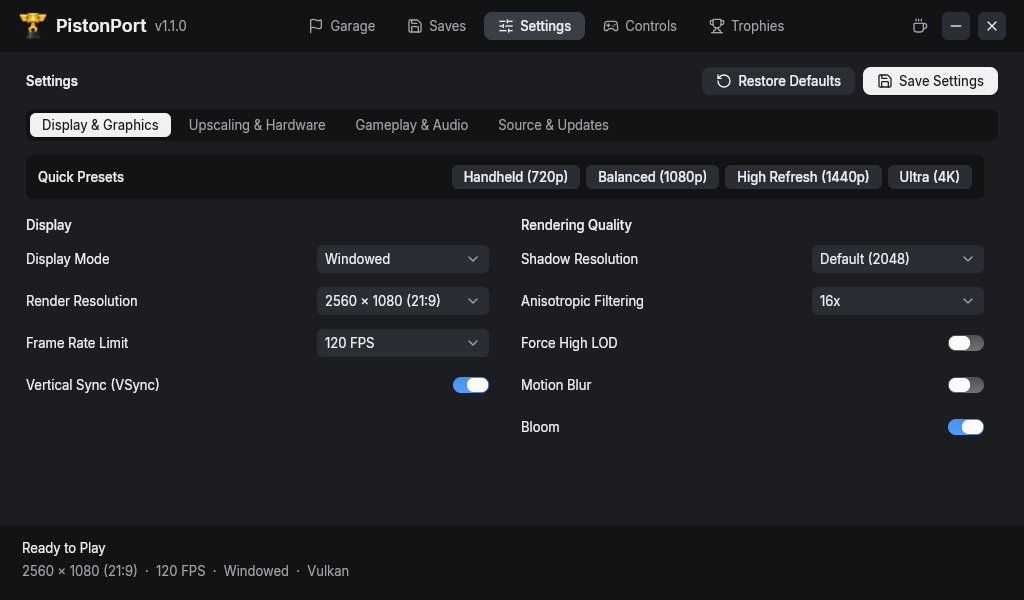 PistonPort v1.1.0 Garage Saves Settings Controls Trophies
Settings Restore Defaults Save Settings
Display & Graphics Upscaling & Hardware Gameplay & Audio Source & Updates
Quick Presets Handheld (720p) Balanced (1080p) High Refresh (1440p) Ultra (4K)
Display
Display Mode Windowed
Render Resolution 2560 × 1080 (21:9)
Frame Rate Limit 120 FPS
Vertical Sync (VSync)
Rendering Quality
Shadow Resolution Default (2048)
Anisotropic Filtering 16x
Force High LOD
Motion Blur
Bloom
Ready to Play
2560 × 1080 (21:9) · 120 FPS · Windowed · Vulkan